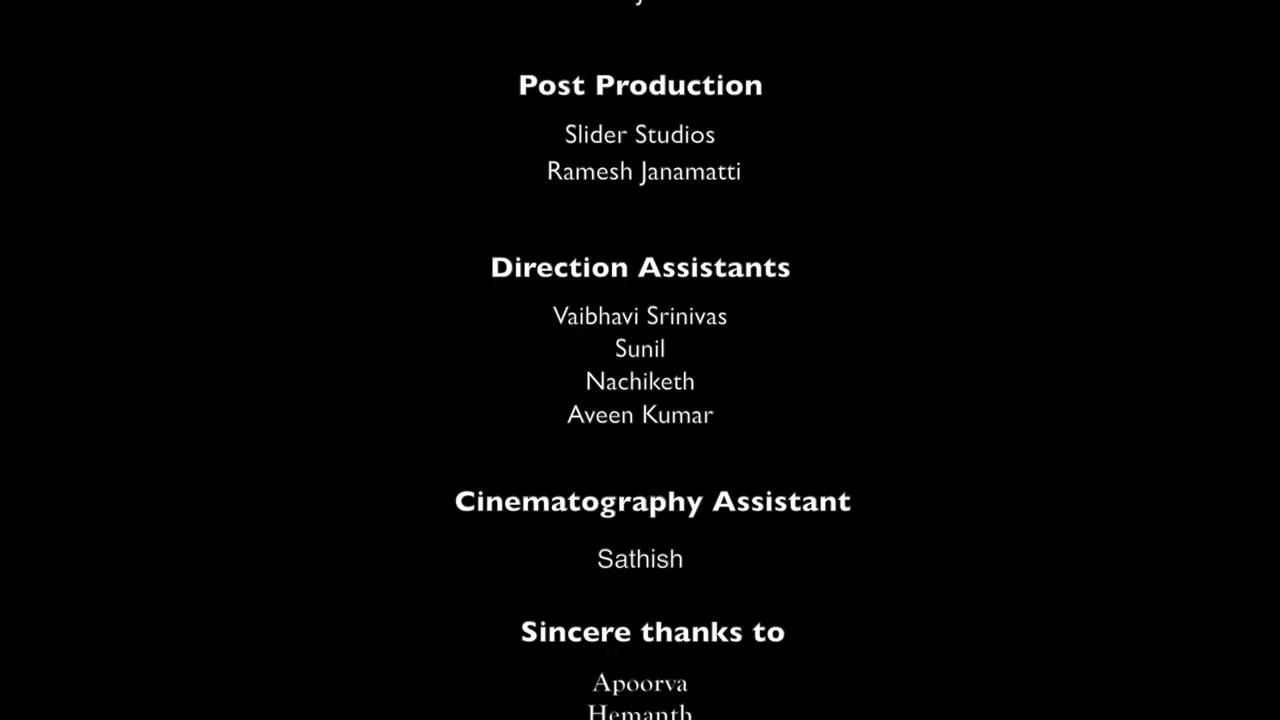 Post Production
Slider Studios
Ramesh Janamatti
Direction Assistants
Vaibhavi Srinivas
Sunil
Nachiketh
Aveen Kumar
Cinematography Assistant
Sathish
Sincere thanks to
Apoorva
Hemanth